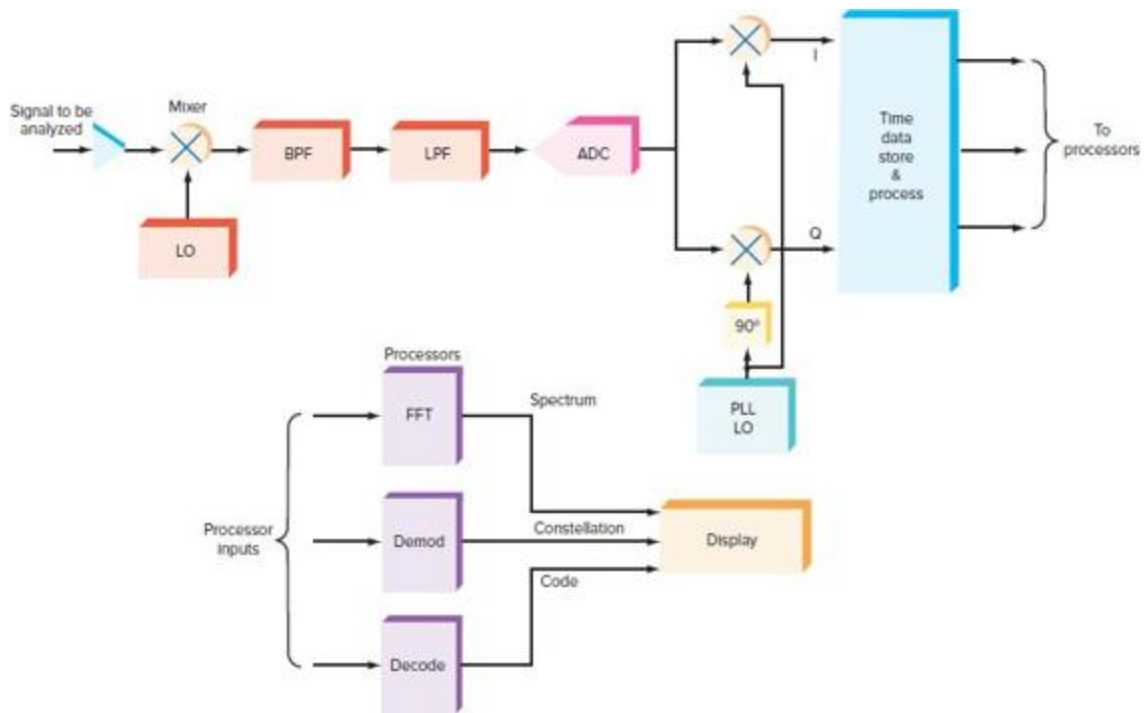 Signal to be
analyzed
Mixer
BPF
LPF
ADC
LO
I
Q
Time
data
store
&
process
To
processors
90°
PLL
LO
Processors
FFT
Spectrum
Processor
inputs
Demod
Constellation
Display
Code
Decode